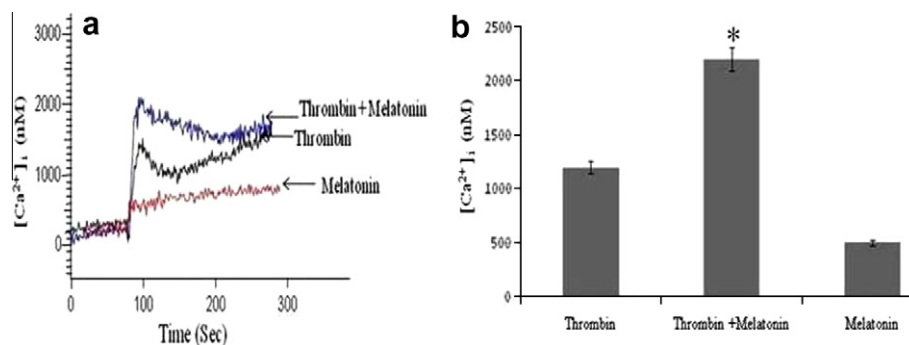 a
[Ca²⁺]ᵢ (nM)
3000
2000
1000
0
Thrombin+Melatonin
Thrombin
Melatonin
0 100 200 300
Time (Sec)
b
[Ca²⁺]ᵢ (nM)
2500
2000
1500
1000
500
0
*
Thrombin Thrombin +Melatonin Melatonin